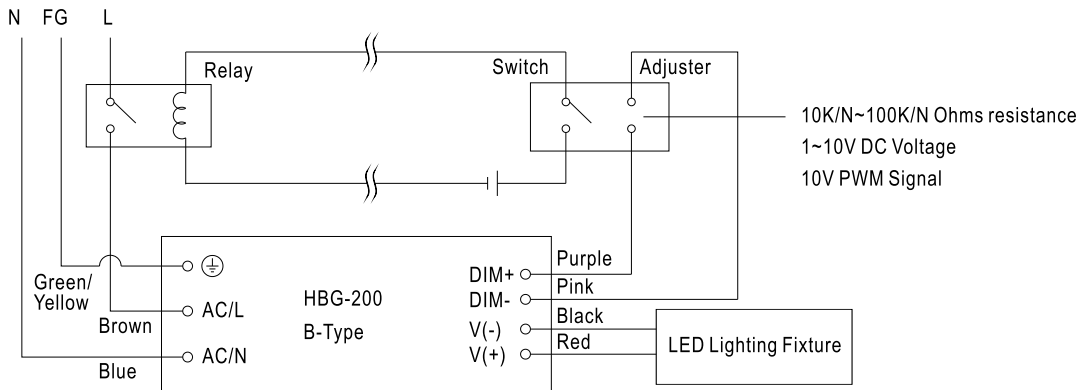 N FG L
Relay
Switch
Adjuster
10K/N~100K/N Ohms resistance
1~10V DC Voltage
10V PWM Signal
Green/
Yellow
Brown
Blue
AC/L
AC/N
HBG-200
B-Type
DIM+
DIM-
V(-)
V(+)
Purple
Pink
Black
Red
LED Lighting Fixture